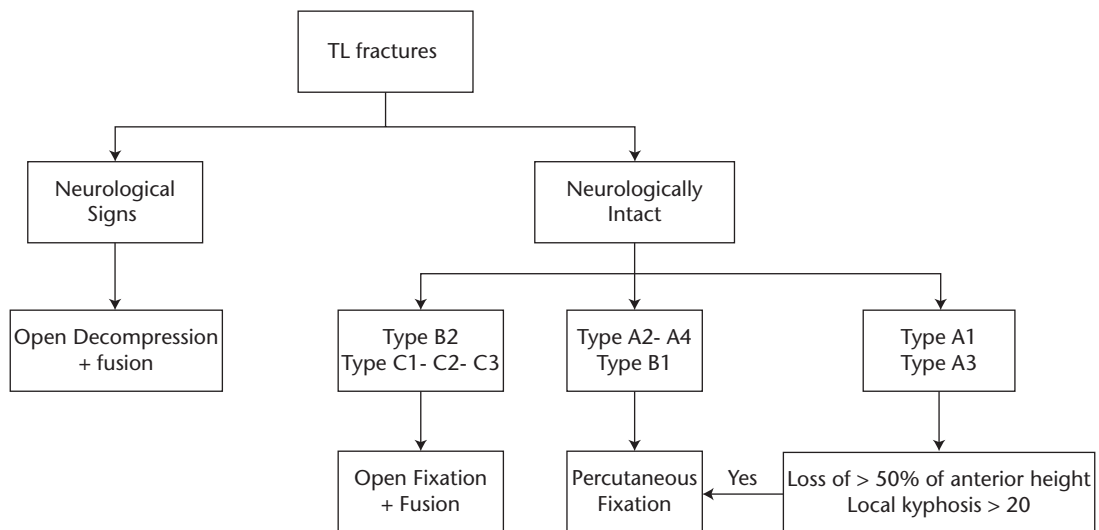 TL fractures
Neurological
Signs
Neurologically
Intact
Open Decompression
+ fusion
Type B2
Type C1- C2- C3
Type A2- A4
Type B1
Type A1
Type A3
Open Fixation
+ Fusion
Percutaneous
Fixation
Yes
Loss of > 50% of anterior height
Local kyphosis > 20